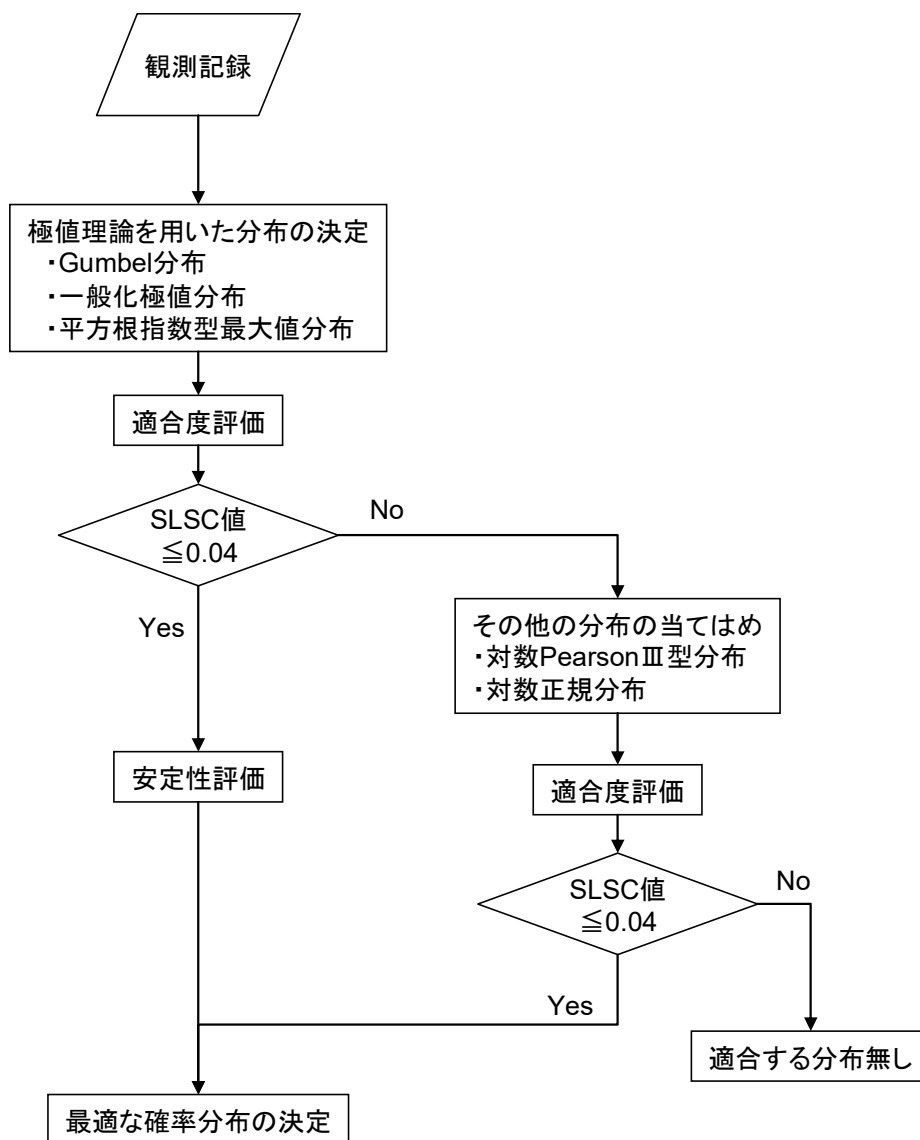 観測記録
極値理論を用いた分布の決定
・Gumbel分布
・一般化極値分布
・平方根指数型最大値分布
適合度評価
SLSC値
≦0.04
No
Yes
その他の分布の当てはめ
・対数PearsonⅢ型分布
・対数正規分布
安定性評価
適合度評価
SLSC値
≦0.04
No
Yes
適合する分布無し
最適な確率分布の決定